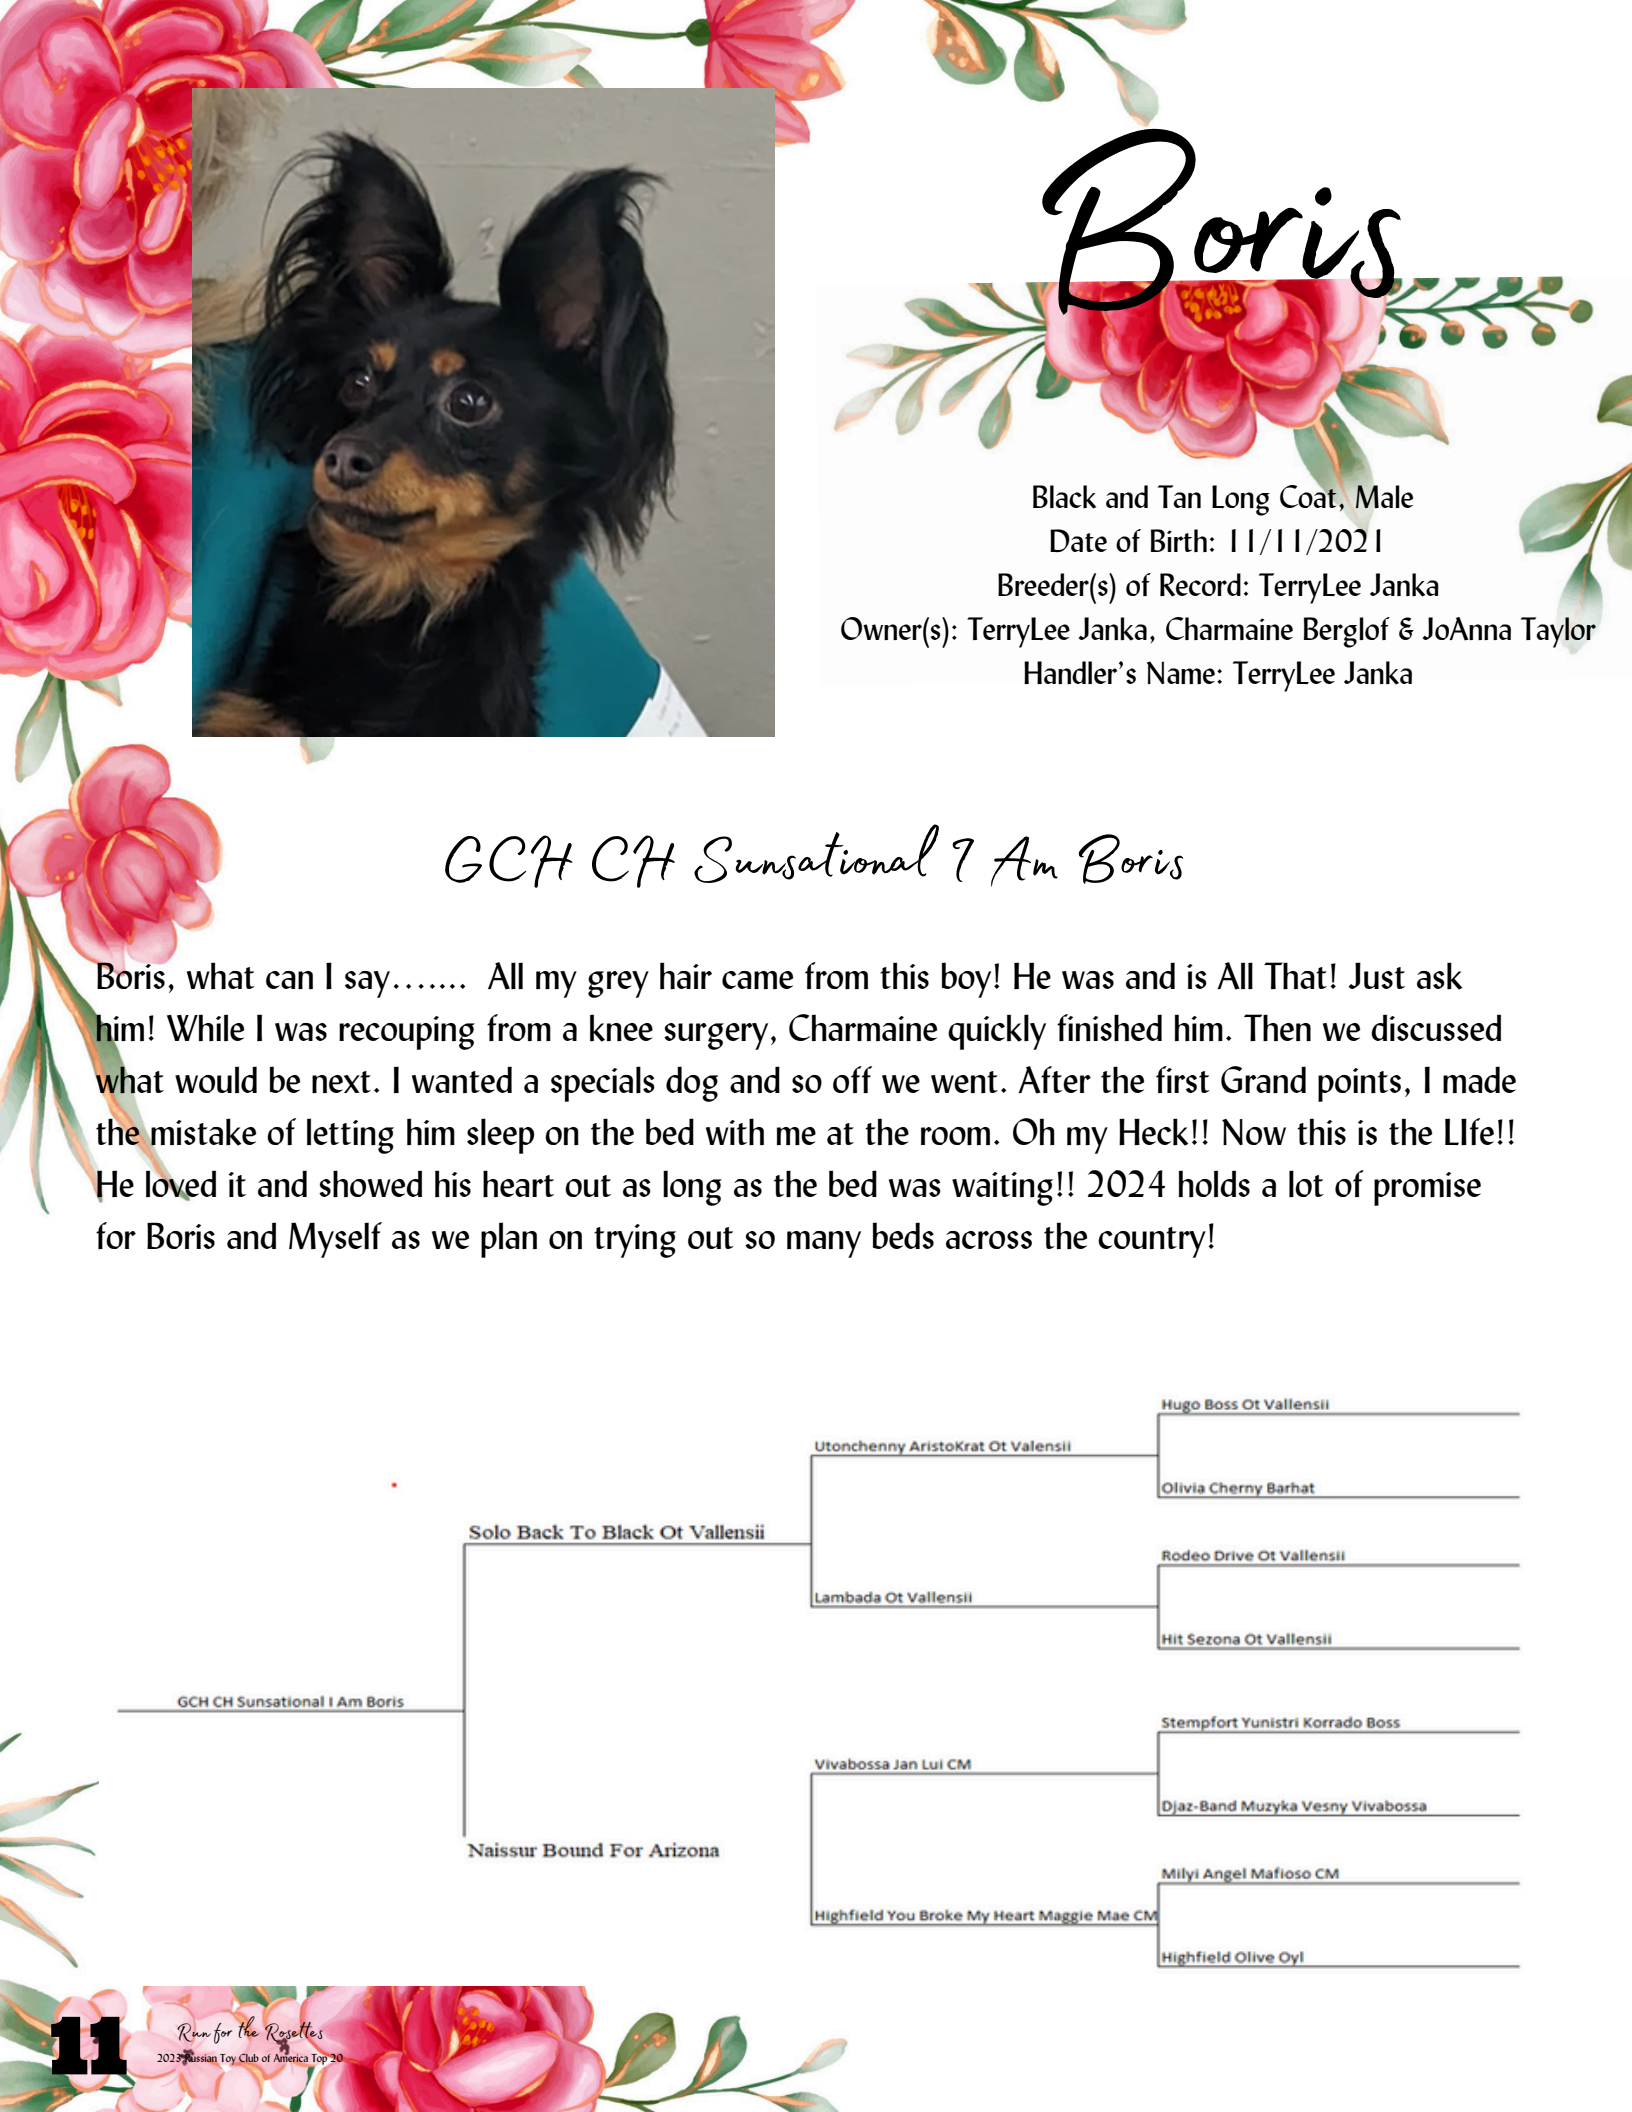 Boris
Black and Tan Long Coat, Male
Date of Birth: 11/11/2021
Breeder(s) of Record: TerryLee Janka
Owner(s): TerryLee Janka, Charmaine Berglof & JoAnna Taylor
Handler's Name: TerryLee Janka
GCH CH Sunsational I Am Boris
Boris, what can I say....... All my grey hair came from this boy! He was and is All That! Just ask
him! While I was recouping from a knee surgery, Charmaine quickly finished him. Then we discussed
what would be next. I wanted a specials dog and so off we went. After the first Grand points, I made
the mistake of letting him sleep on the bed with me at the room. Oh my Heck!! Now this is the LIfe!!
He loved it and showed his heart out as long as the bed was waiting!! 2024 holds a lot of promise
for Boris and Myself as we plan on trying out so many beds across the country!
Hugo Boss Ot Vallensii
Utonchenny AristoKrat Ot Valensii
Olivia Cherny Barhat
Solo Back To Black Ot Vallensii
Rodeo Drive Ot Vallensii
Lambada Ot Vallensii
Hit Sezona Ot Vallensii
GCH CH Sunsational I Am Boris
Stempfort Yunistri Korrado Boss
Vivabossa Jan Lui CM
Djaz-Band Muzyka Vesny Vivabossa
Naissur Bound For Arizona
Milyi Angel Mafioso CM
Highfield You Broke My Heart Maggie Mae CM
Highfield Olive Oyl
11
Run for the Rosettes
2023 Russian Toy Club of America Top 20